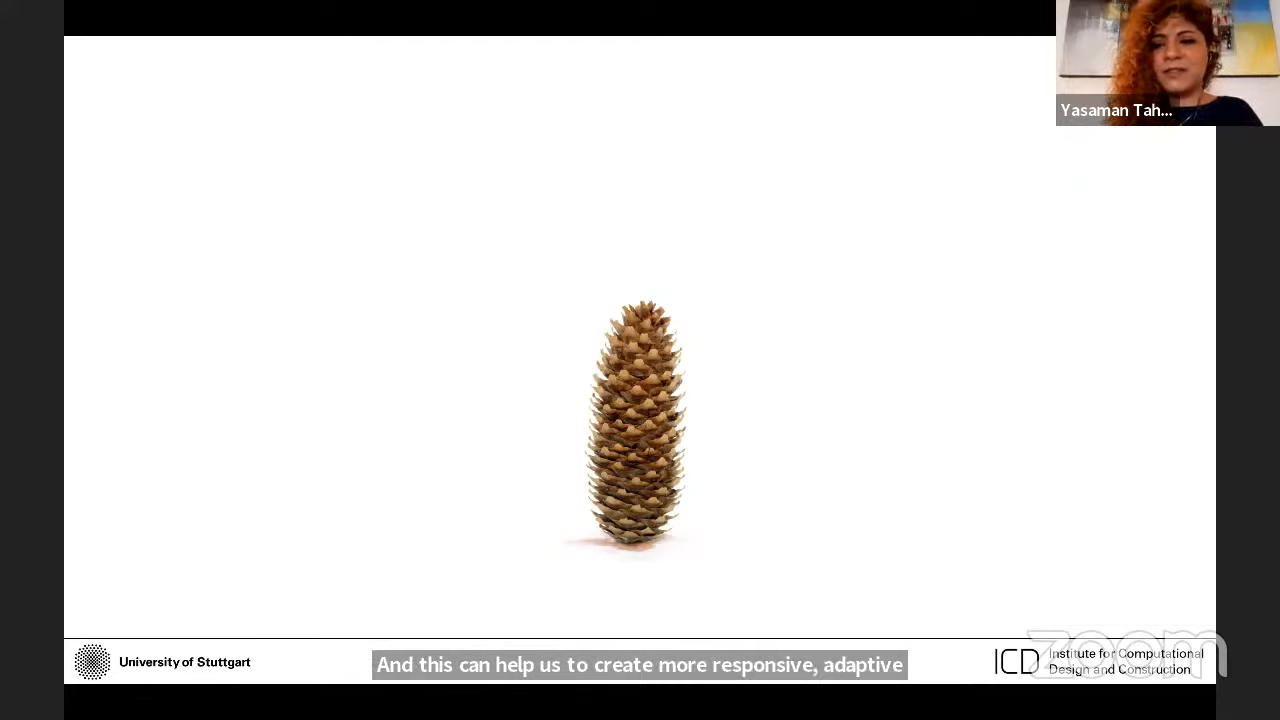 Yasaman Tah...
University of Stuttgart
And this can help us to create more responsive, adaptive
ICD
Institute for Computational
Design and Construction
zoom